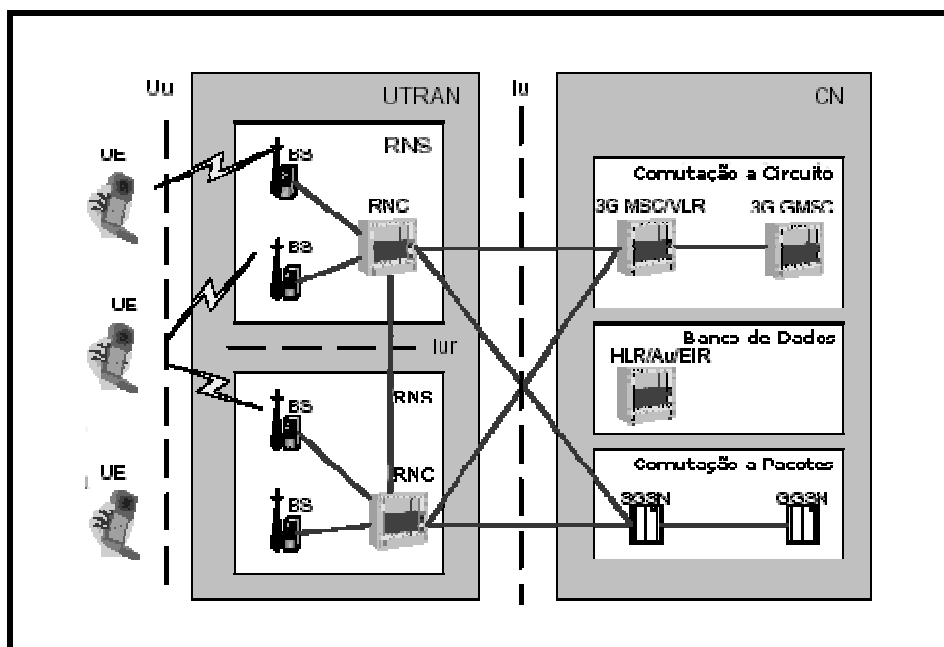 Uu
UTRAN
Iu
CN
UE
BS
RNS
RNC
BS
Comutação a Circuito
3G MSC/VLR
3G GMSC
UE
Iur
Banco de Dados
HLR/Au/EIR
BS
RNS
UE
BS
RNC
Comutação a Pacotes
SGSN
GGSN